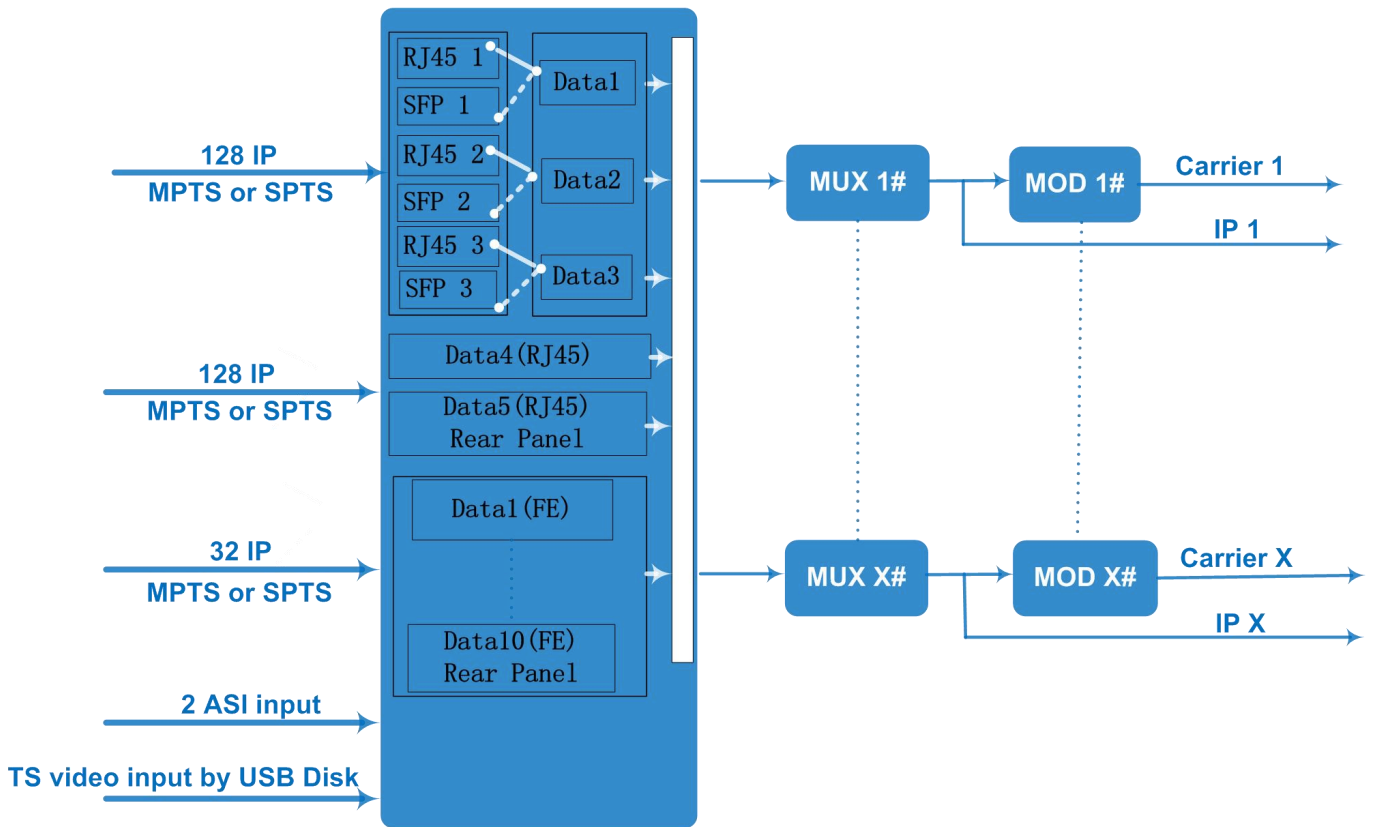 128 IP
MPTS or SPTS
RJ45 1
SFP 1
RJ45 2
SFP 2
RJ45 3
SFP 3
Data1
Data2
Data3
128 IP
MPTS or SPTS
Data4(RJ45)
Data5(RJ45)
Rear Panel
32 IP
MPTS or SPTS
Data1(FE)
Data10(FE)
Rear Panel
2 ASI input
TS video input by USB Disk
MUX 1#
MOD 1#
Carrier 1
IP 1
MUX X#
MOD X#
Carrier X
IP X